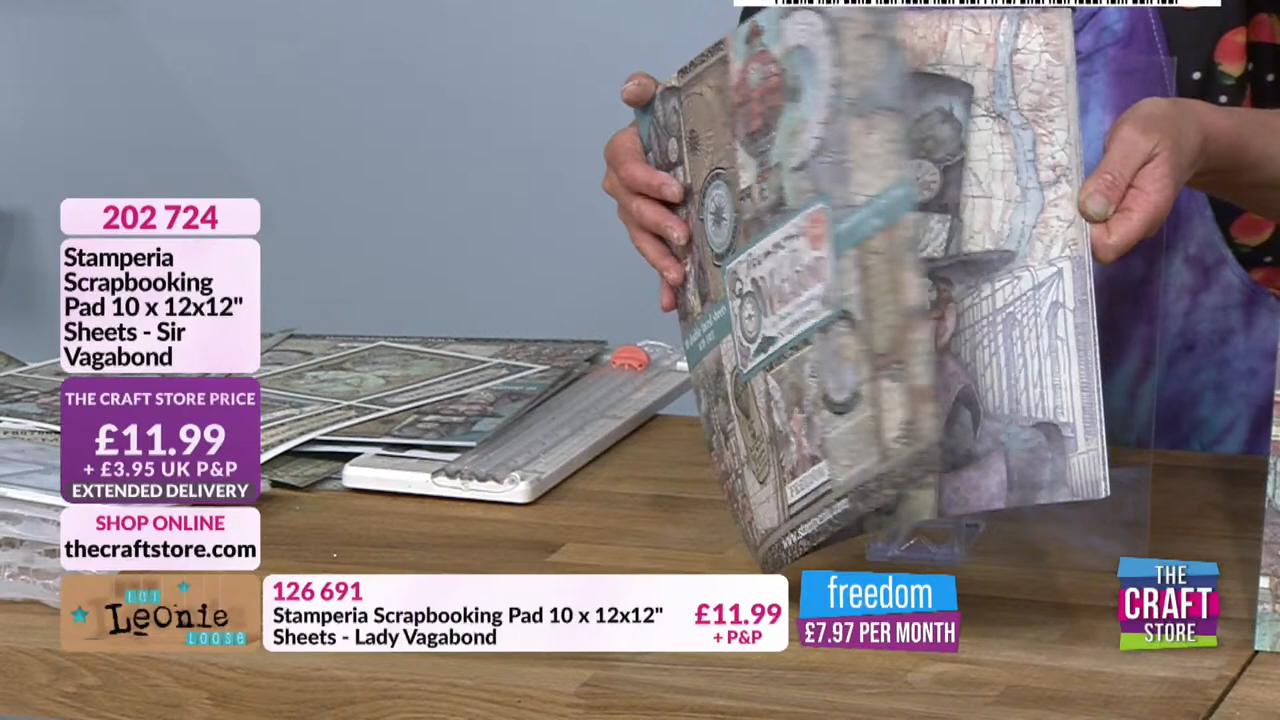 202 724
Stamperia
Scrapbooking
Pad 10 x 12x12"
Sheets - Sir
Vagabond
THE CRAFT STORE PRICE
£11.99
+ £3.95 UK P&P
EXTENDED DELIVERY
SHOP ONLINE
thecraftstore.com
LET
Leonie
LOOSE
126 691
Stamperia Scrapbooking Pad 10 x 12x12"
Sheets - Lady Vagabond
£11.99
+ P&P
freedom
£7.97 PER MONTH
THE
CRAFT
STORE